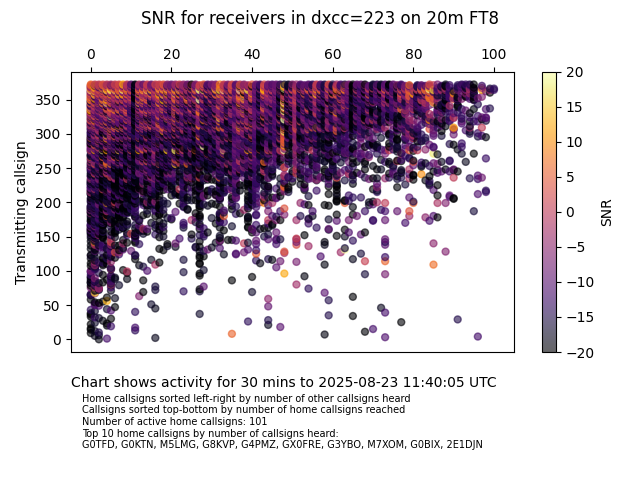 SNR for receivers in dxcc=223 on 20m FT8
0 20 40 60 80 100
350
300
250
200
150
100
50
0
Transmitting callsign
20
15
10
5
0
−5
−10
−15
−20
SNR
Chart shows activity for 30 mins to 2025-08-23 11:40:05 UTC
Home callsigns sorted left-right by number of other callsigns heard
Callsigns sorted top-bottom by number of home callsigns reached
Number of active home callsigns: 101
Top 10 home callsigns by number of callsigns heard:
G0TFD, G0KTN, M5LMG, G8KVP, G4PMZ, GX0FRE, G3YBO, M7XOM, G0BIX, 2E1DJN